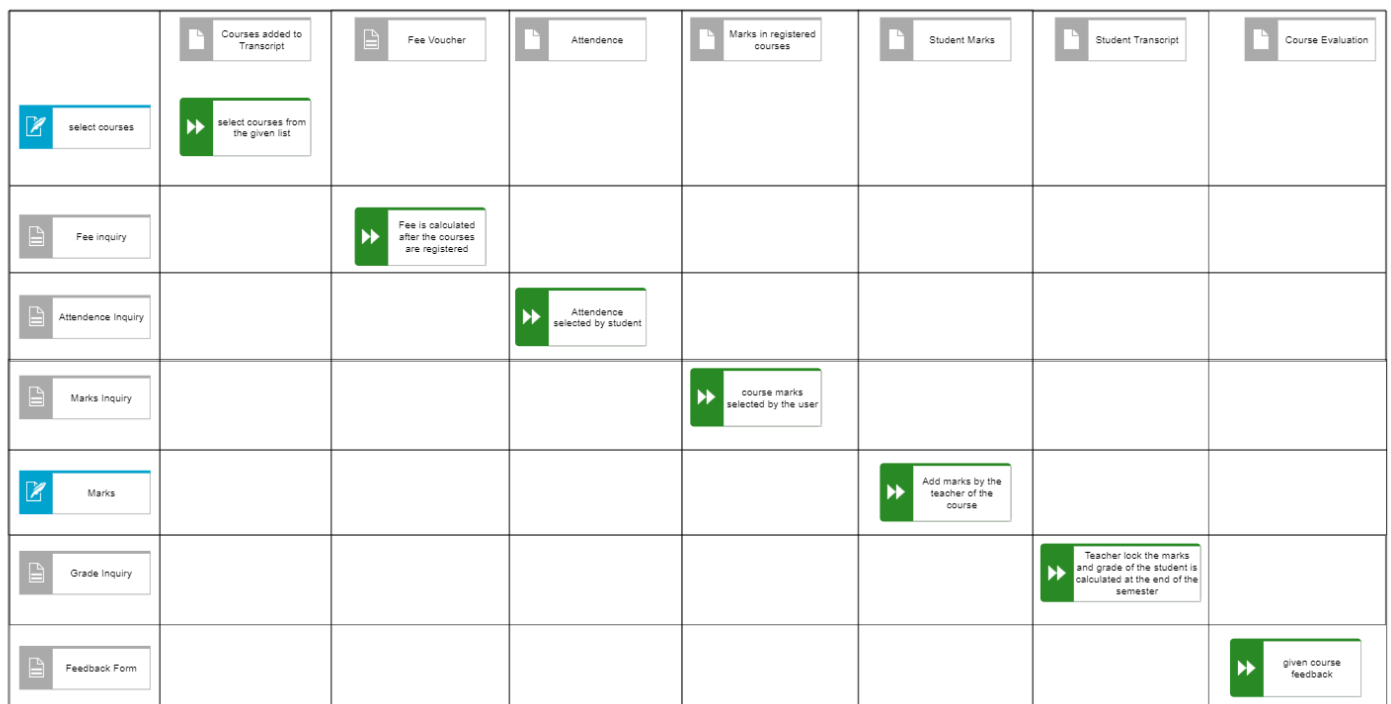 Courses added to
Transcript
Fee Voucher
Attendence
Marks in registered
courses
Student Marks
Student Transcript
Course Evaluation
select courses
select courses from
the given list
Fee inquiry
Fee is calculated
after the courses
are registered
Attendence Inquiry
Attendence
selected by student
Marks Inquiry
course marks
selected by the user
Marks
Add marks by the
teacher of the
course
Grade Inquiry
Teacher lock the marks
and grade of the student is
calculated at the end of the
semester
Feedback Form
given course
feedback